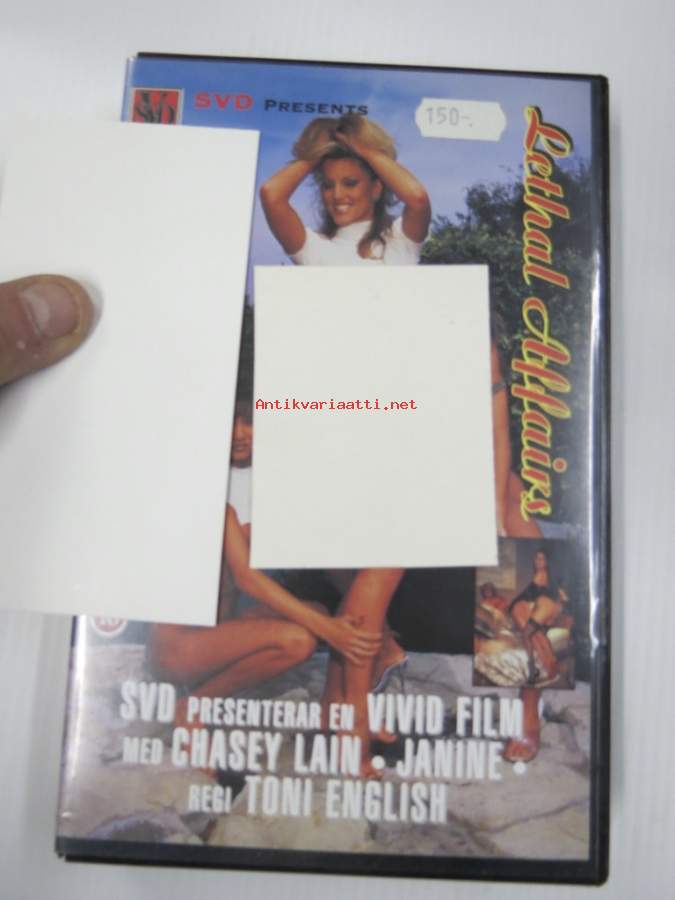 SVD
SVD PRESENTS
150-.
Lethal Affairs
Antikvariaatti.net
SVD PRESENTERAR EN VIVID FILM
MED CHASEY LAIN • JANINE •
REGI TONI ENGLISH